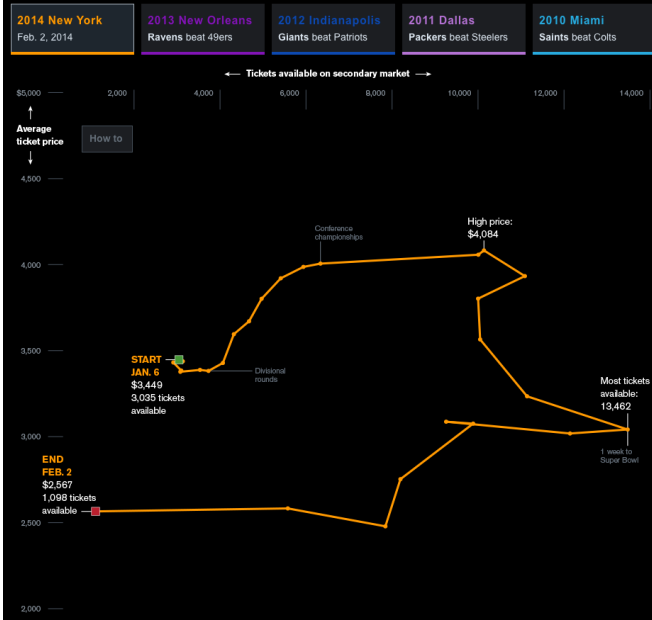 2014 New York
Feb. 2, 2014
2013 New Orleans
Ravens beat 49ers
2012 Indianapolis
Giants beat Patriots
2011 Dallas
Packers beat Steelers
2010 Miami
Saints beat Colts
← Tickets available on secondary market →
$5,000
2,000
4,000
6,000
8,000
10,000
12,000
14,000
Average
ticket price
How to
4,500
4,000
3,500
3,000
2,500
2,000
Conference
championships
High price:
$4,084
START
JAN. 6
$3,449
3,035 tickets
available
Divisional
rounds
Most tickets
available:
13,462
1 week to
Super Bowl
END
FEB. 2
$2,567
1,098 tickets
available